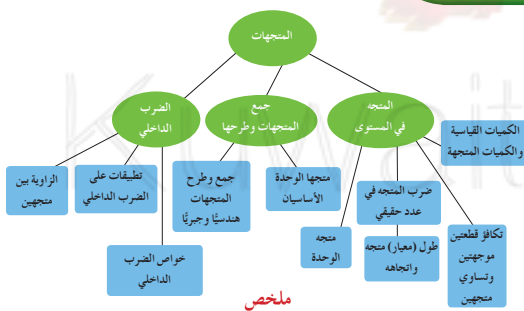 المتجهات
المتجه
في المستوى
جمع
المتجهات وطرحها
الضرب
الداخلي
الكميات القياسية
والكميات المتجهة
تكافؤ قطعتين
موجهتين
وتساوي
متجهين
ضرب المتجه في
عدد حقيقي
طول (معيار) متجه
واتجاهه
متجه
الوحدة
متجها الوحدة
الأساسيان
جمع وطرح
المتجهات
هندسيًّا وجبريًّا
تطبيقات على
الضرب الداخلي
الزاوية بين
متجهين
خواص الضرب
الداخلي
ملخص
Kuwait